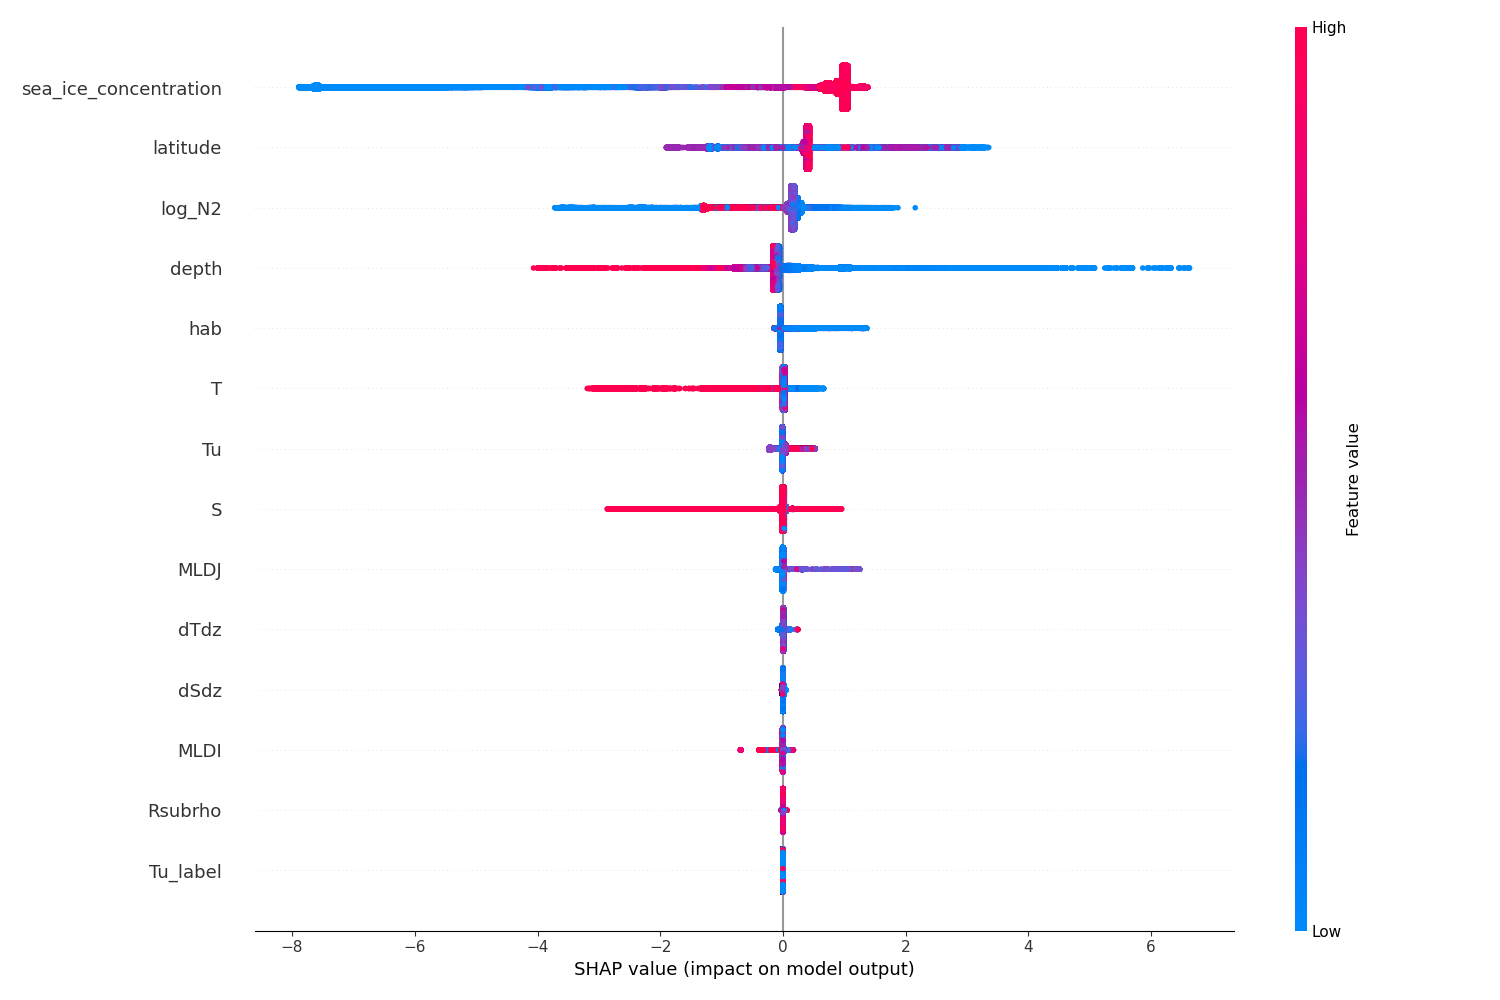 High
sea_ice_concentration
latitude
log_N2
depth
hab
T
Tu
S
MLDJ
dTdz
dSdz
MLDI
Rsubrho
Tu_label
Feature value
Low
−8 −6 −4 −2 0 2 4 6
SHAP value (impact on model output)